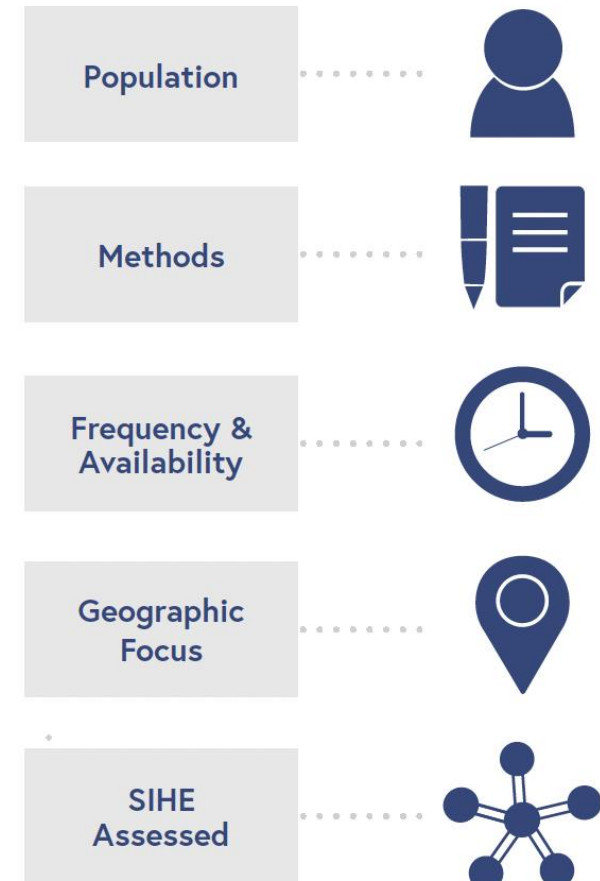 Population
Methods
Frequency &
Availability
Geographic
Focus
SIHE
Assessed